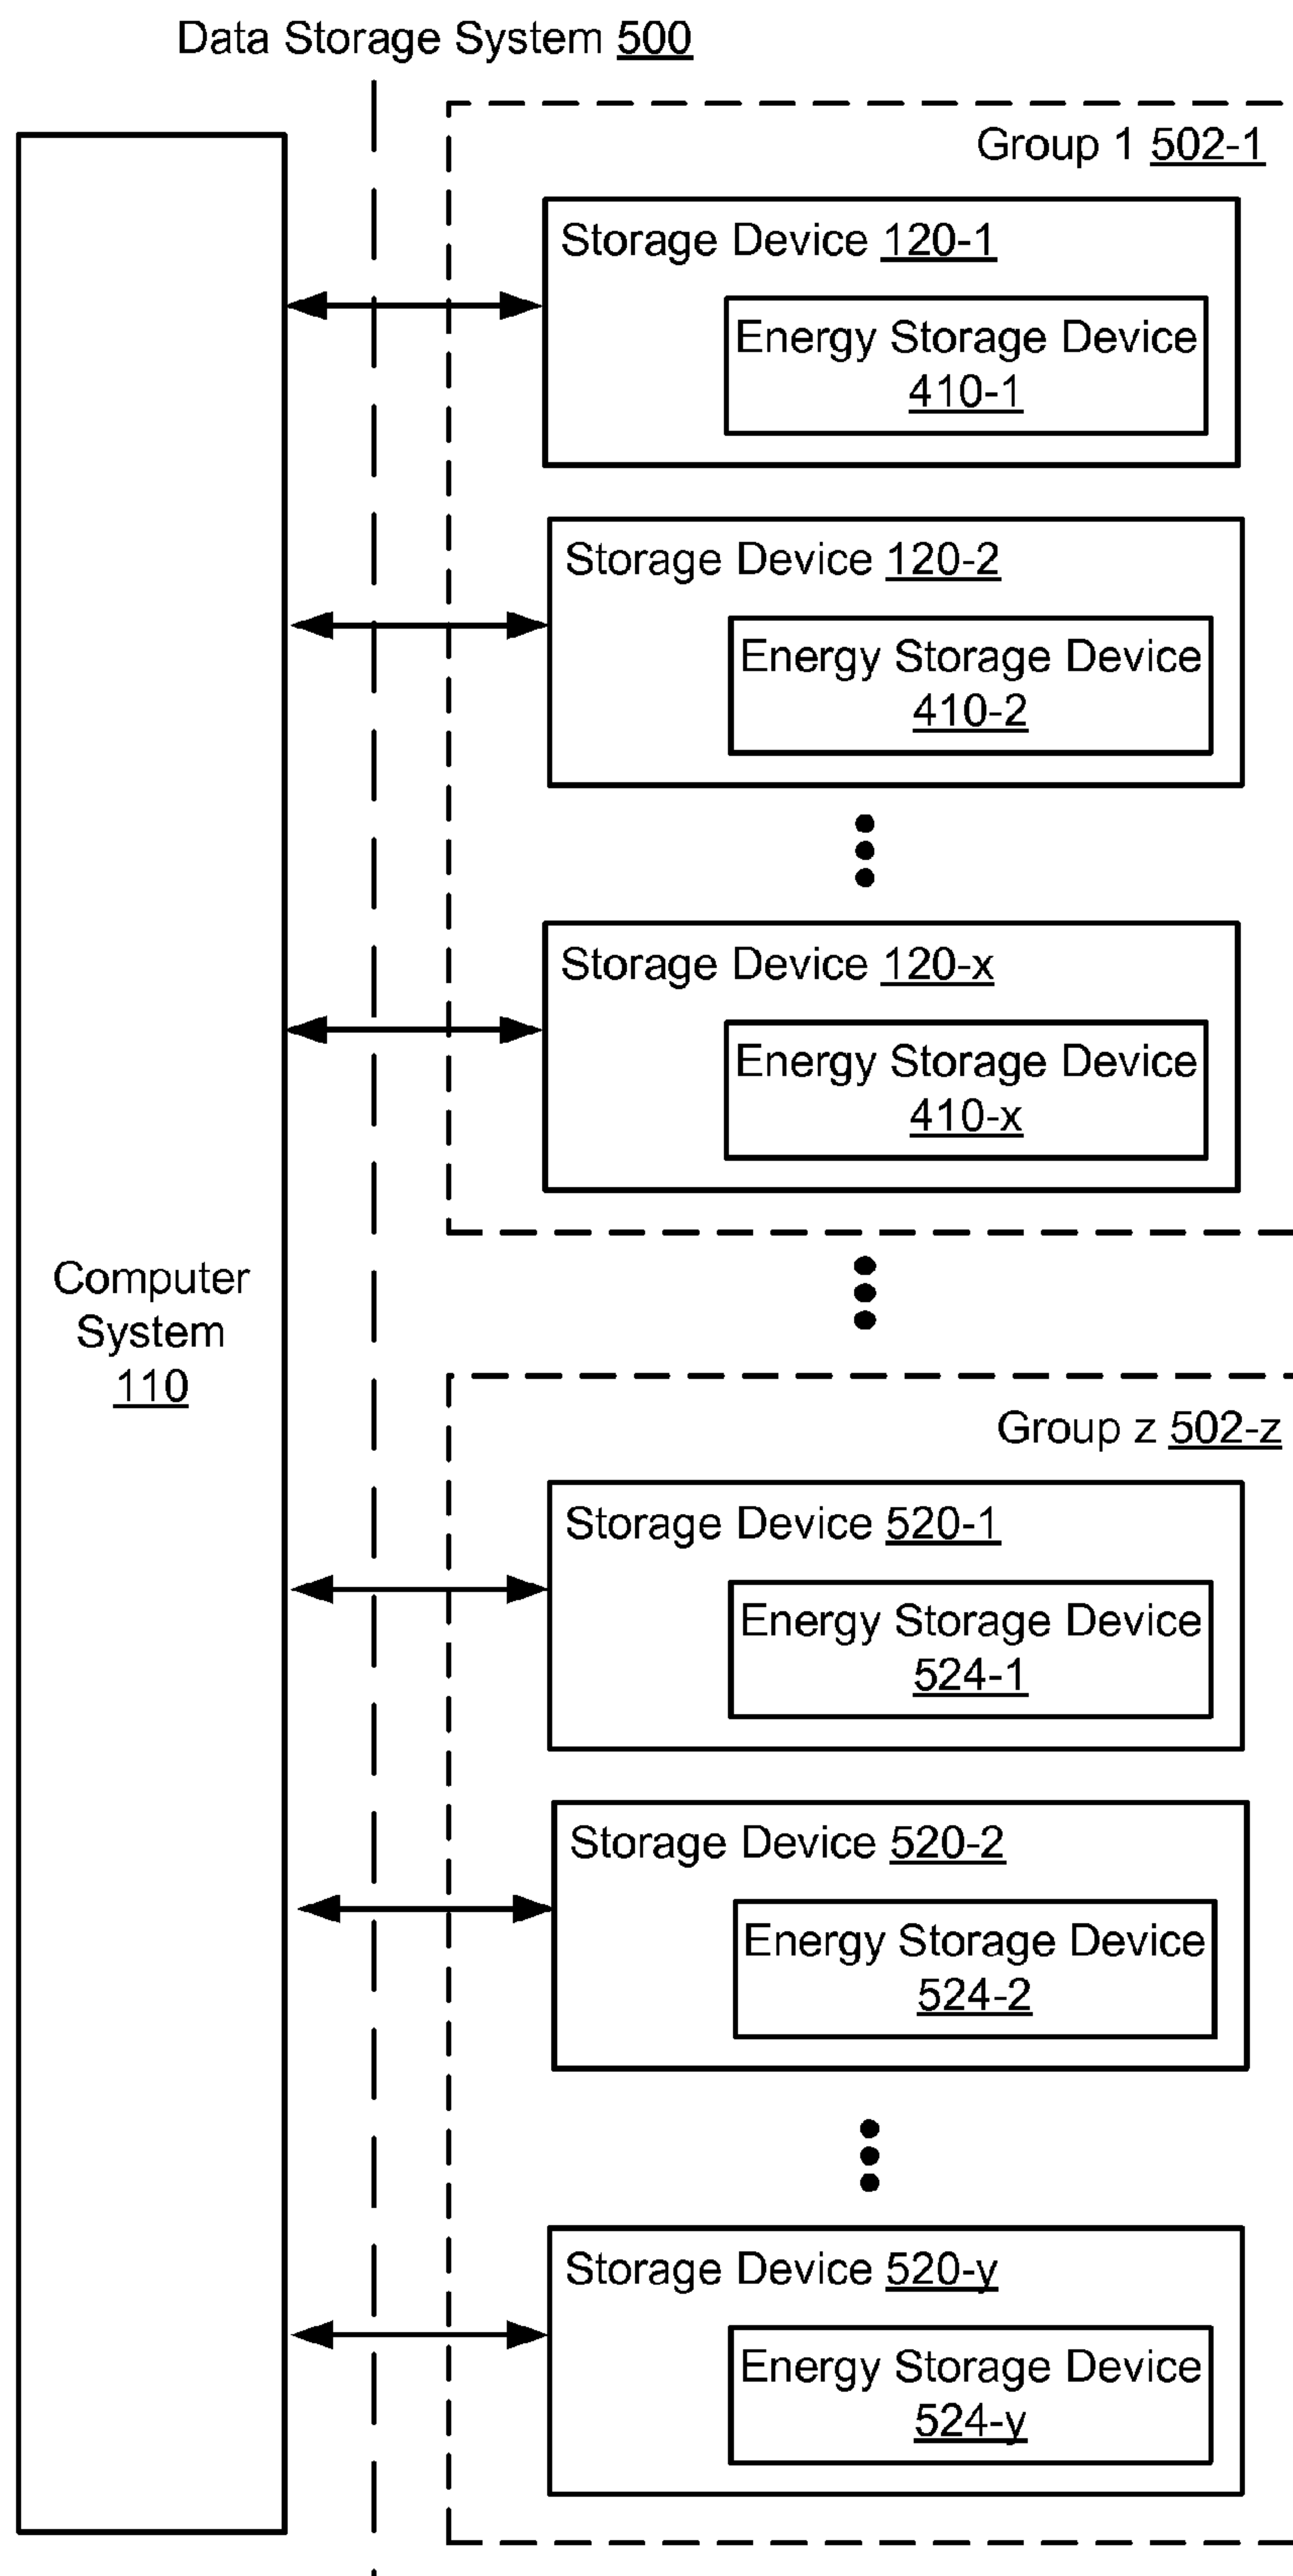 Data Storage System 500
Group 1 502-1
Storage Device 120-1
Energy Storage Device
410-1
Storage Device 120-2
Energy Storage Device
410-2
Storage Device 120-x
Energy Storage Device
410-x
Computer
System
110
Group z 502-z
Storage Device 520-1
Energy Storage Device
524-1
Storage Device 520-2
Energy Storage Device
524-2
Storage Device 520-y
Energy Storage Device
524-y